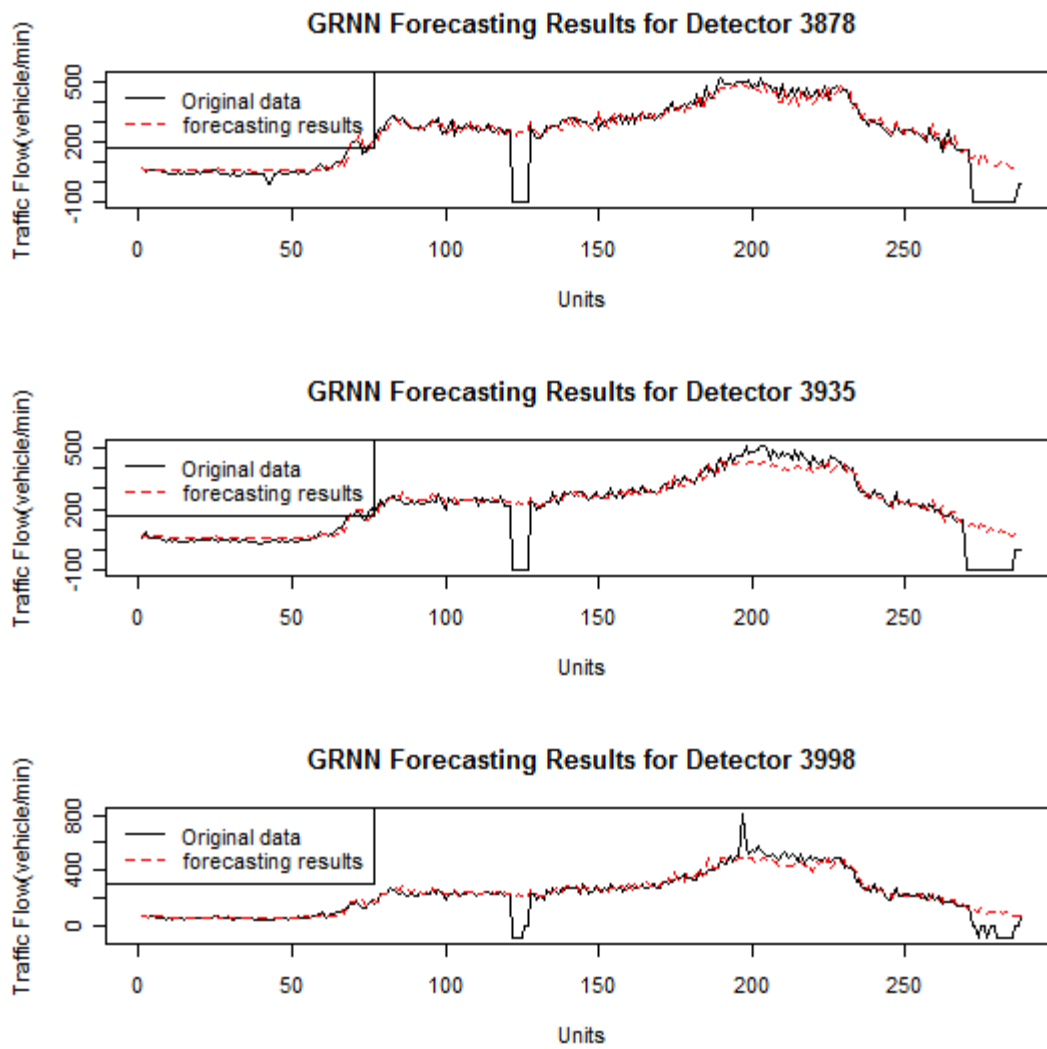 GRNN Forecasting Results for Detector 3878
Traffic Flow(vehicle/min)
500
200
-100
Original data
forecasting results
0 50 100 150 200 250
Units
GRNN Forecasting Results for Detector 3935
Traffic Flow(vehicle/min)
500
200
-100
Original data
forecasting results
0 50 100 150 200 250
Units
GRNN Forecasting Results for Detector 3998
Traffic Flow(vehicle/min)
800
400
0
Original data
forecasting results
0 50 100 150 200 250
Units